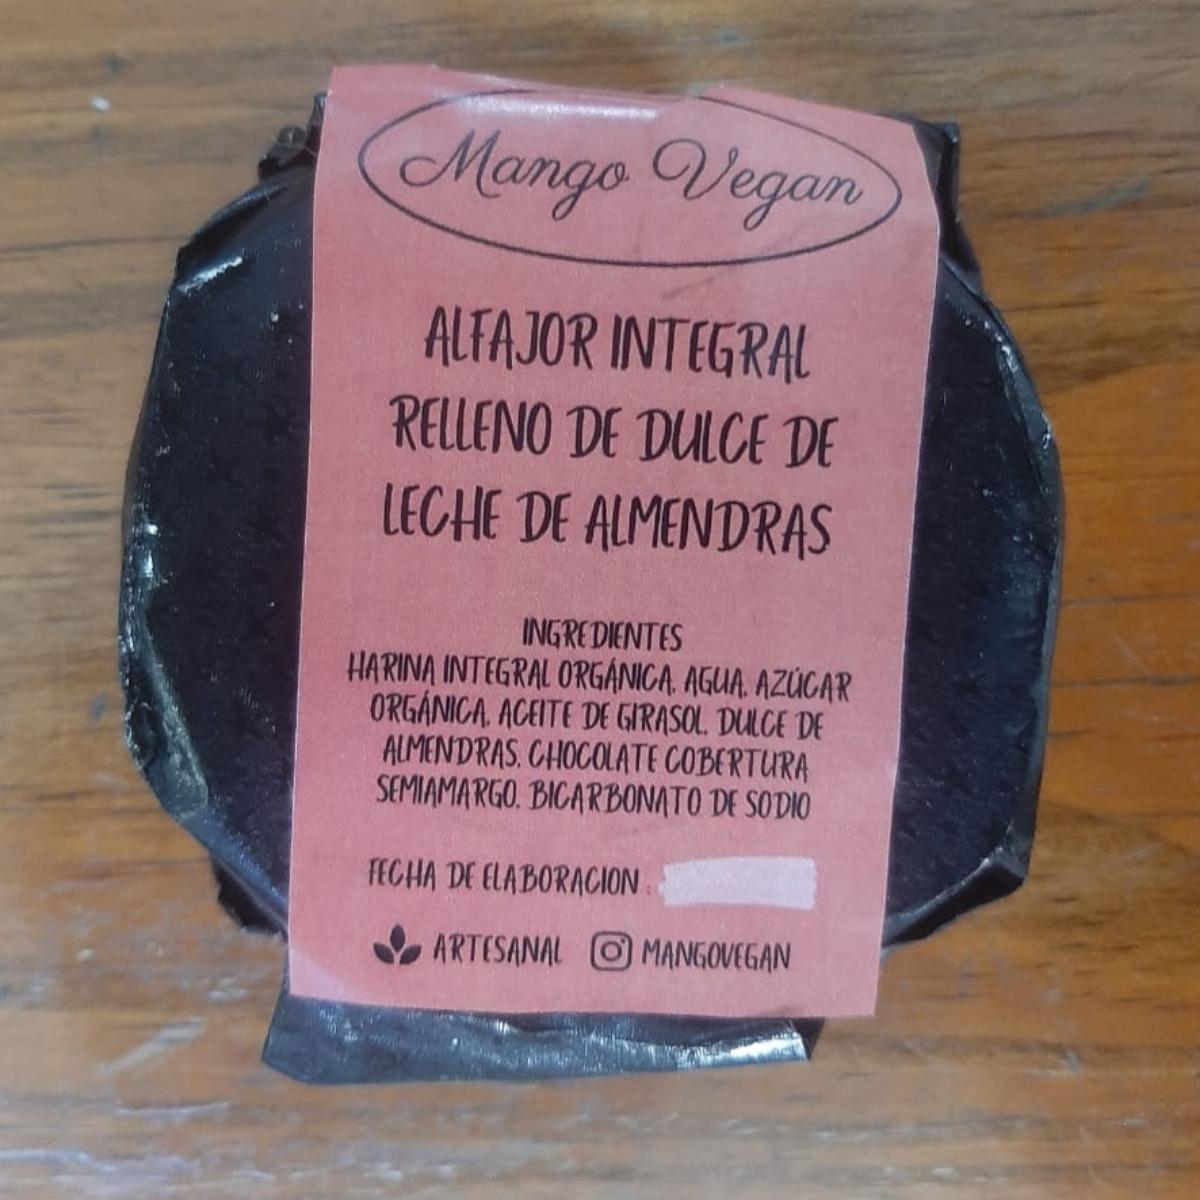 Mango Vegan
ALFAJOR INTEGRAL
RELLENO DE DULCE DE
LECHE DE ALMENDRAS
INGREDIENTES
HARINA INTEGRAL ORGÁNICA, AGUA, AZÚCAR
ORGÁNICA, ACEITE DE GIRASOL, DULCE DE
ALMENDRAS, CHOCOLATE COBERTURA
SEMIAMARGO, BICARBONATO DE SODIO
FECHA DE ELABORACION :
ARTESANAL MANGOVEGAN